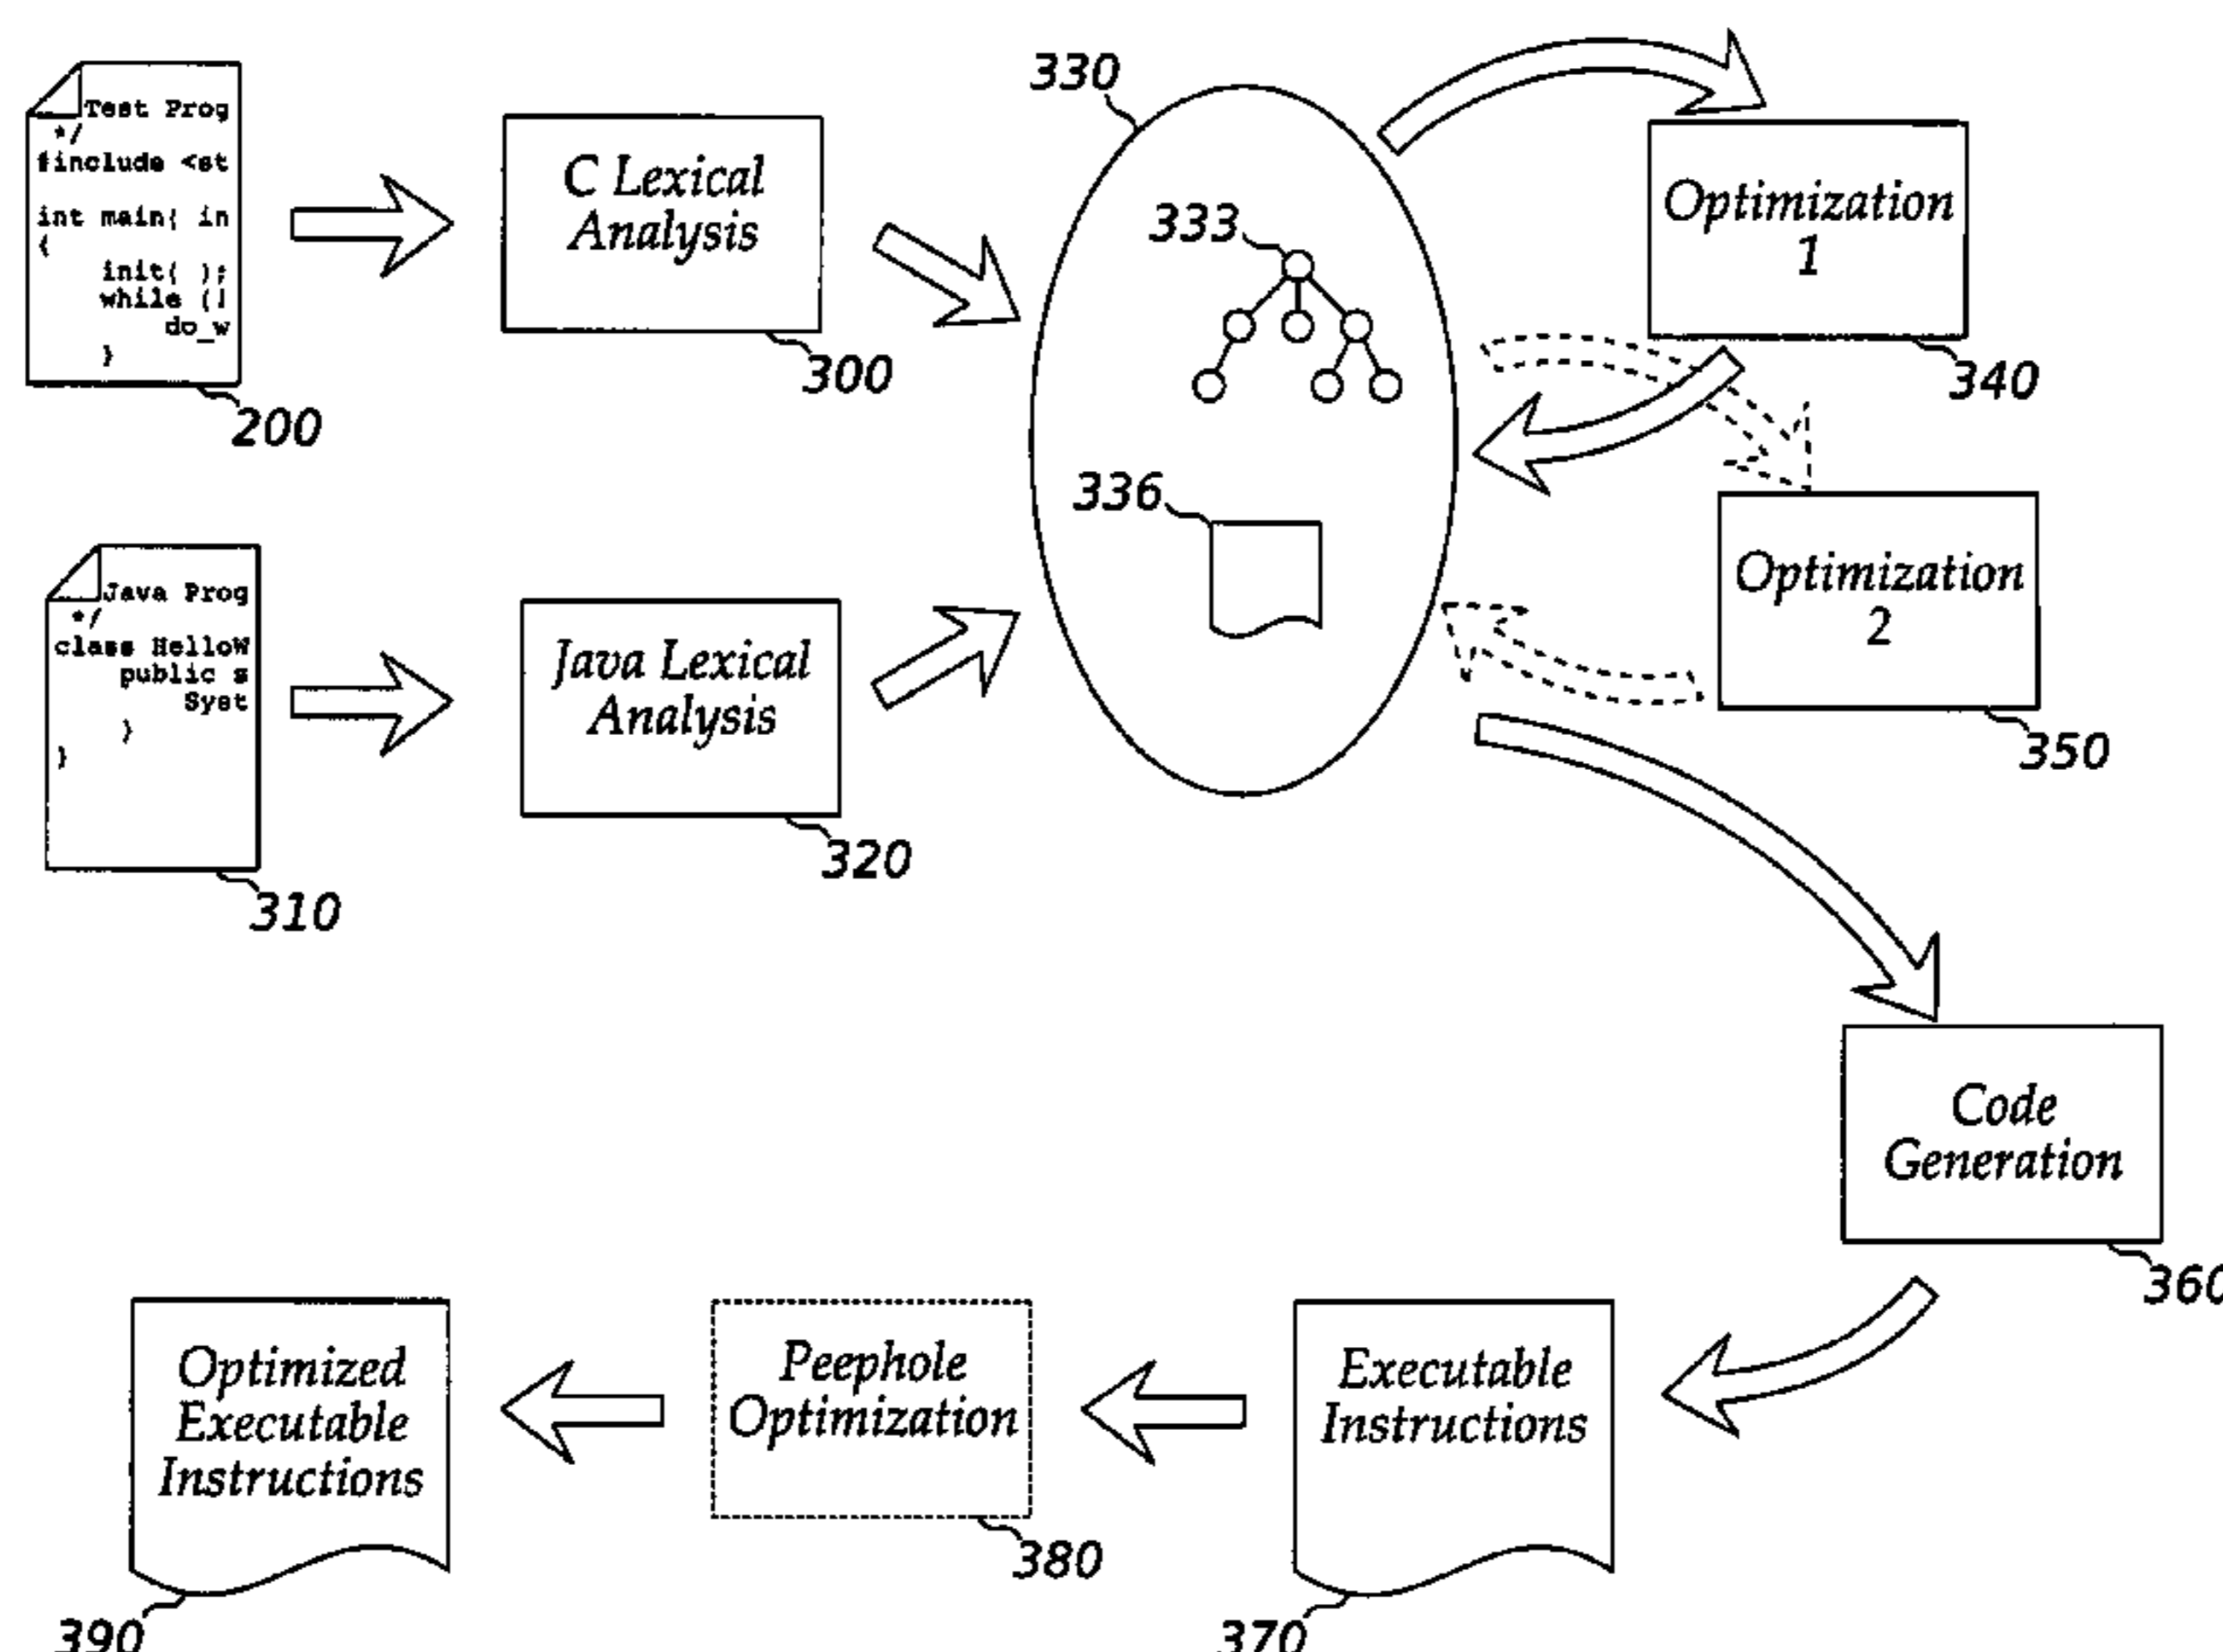 Test Prog
*/
#include <st
int main( in
{
init( );
while (!
do_w
}
200
C Lexical
Analysis
300
330
333
336
Optimization
1
340
Optimization
2
350
Java Prog
*/
class HelloW
public s
Syst
}
}
310
Java Lexical
Analysis
320
Code
Generation
360
Executable
Instructions
370
Peephole
Optimization
380
Optimized
Executable
Instructions
390